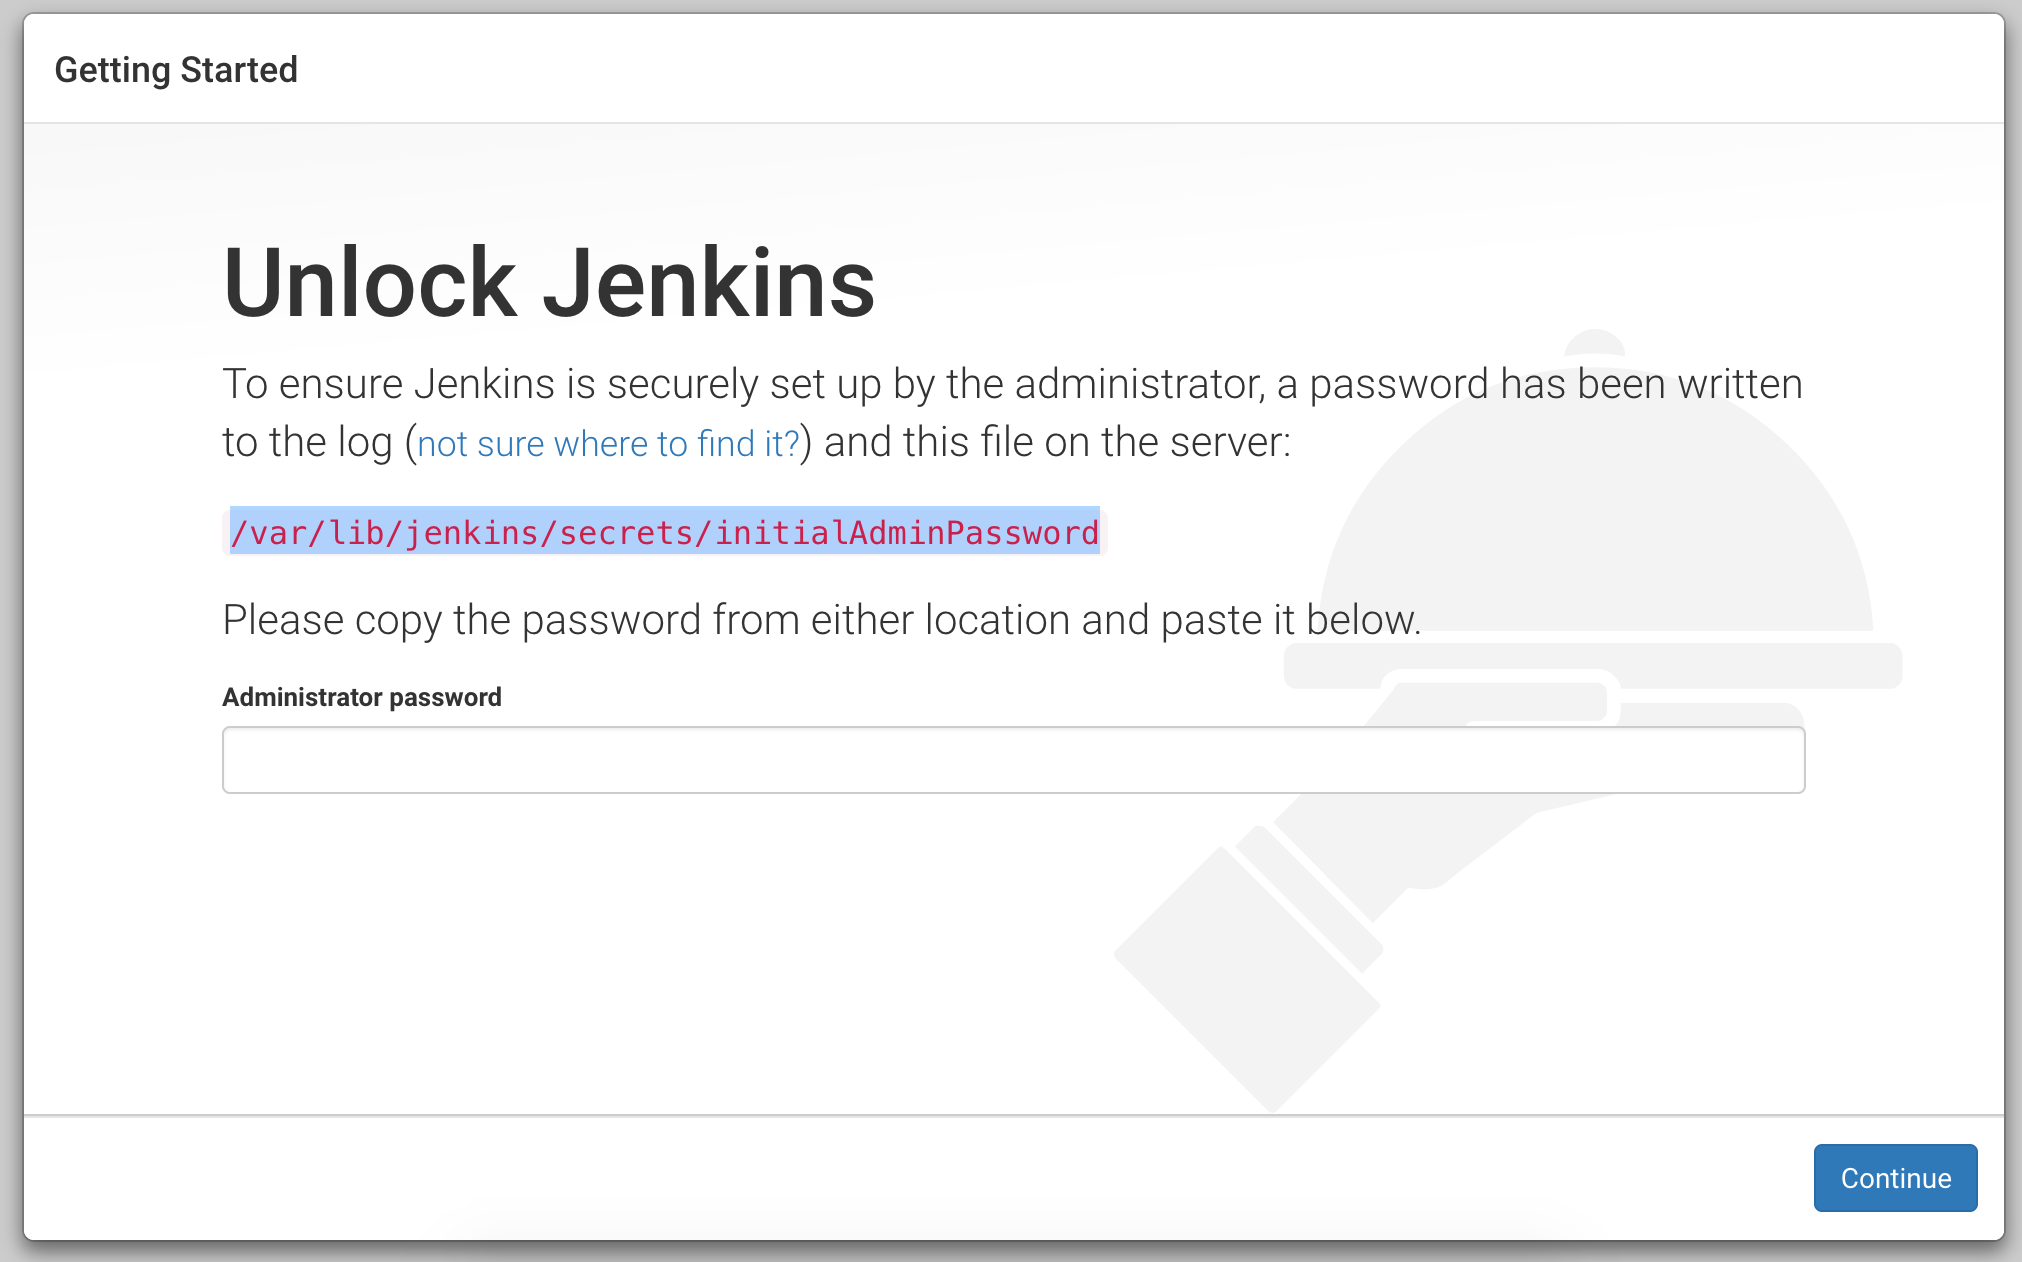 Getting Started
Unlock Jenkins
To ensure Jenkins is securely set up by the administrator, a password has been written
to the log (not sure where to find it?) and this file on the server:
/var/lib/jenkins/secrets/initialAdminPassword
Please copy the password from either location and paste it below.
Administrator password
Continue